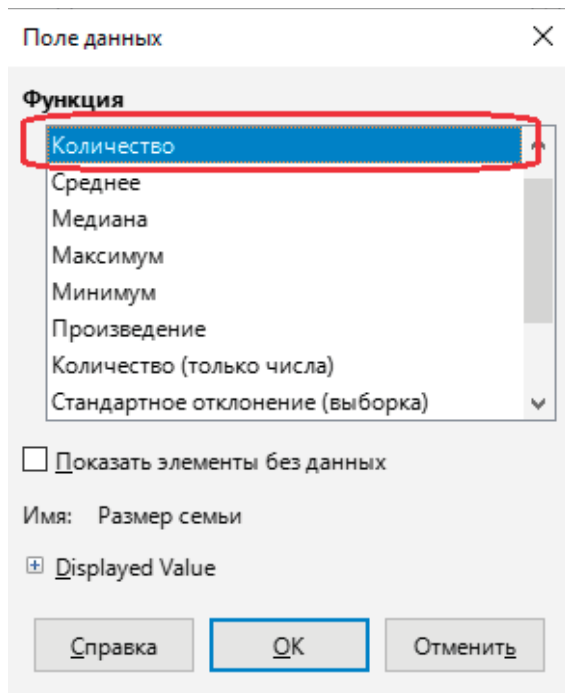 Поле данных
Функция
Количество
Среднее
Медиана
Максимум
Минимум
Произведение
Количество (только числа)
Стандартное отклонение (выборка)
Показать элементы без данных
Имя: Размер семьи
Displayed Value
Справка OK Отменить